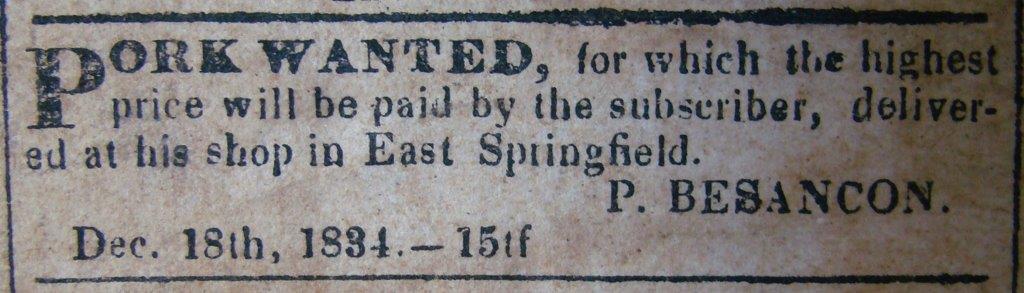 PORK WANTED, for which the highest
price will be paid by the subscriber, deliver-
ed at his shop in East Springfield.
P. BESANCON.
Dec. 18th, 1834.—15tf